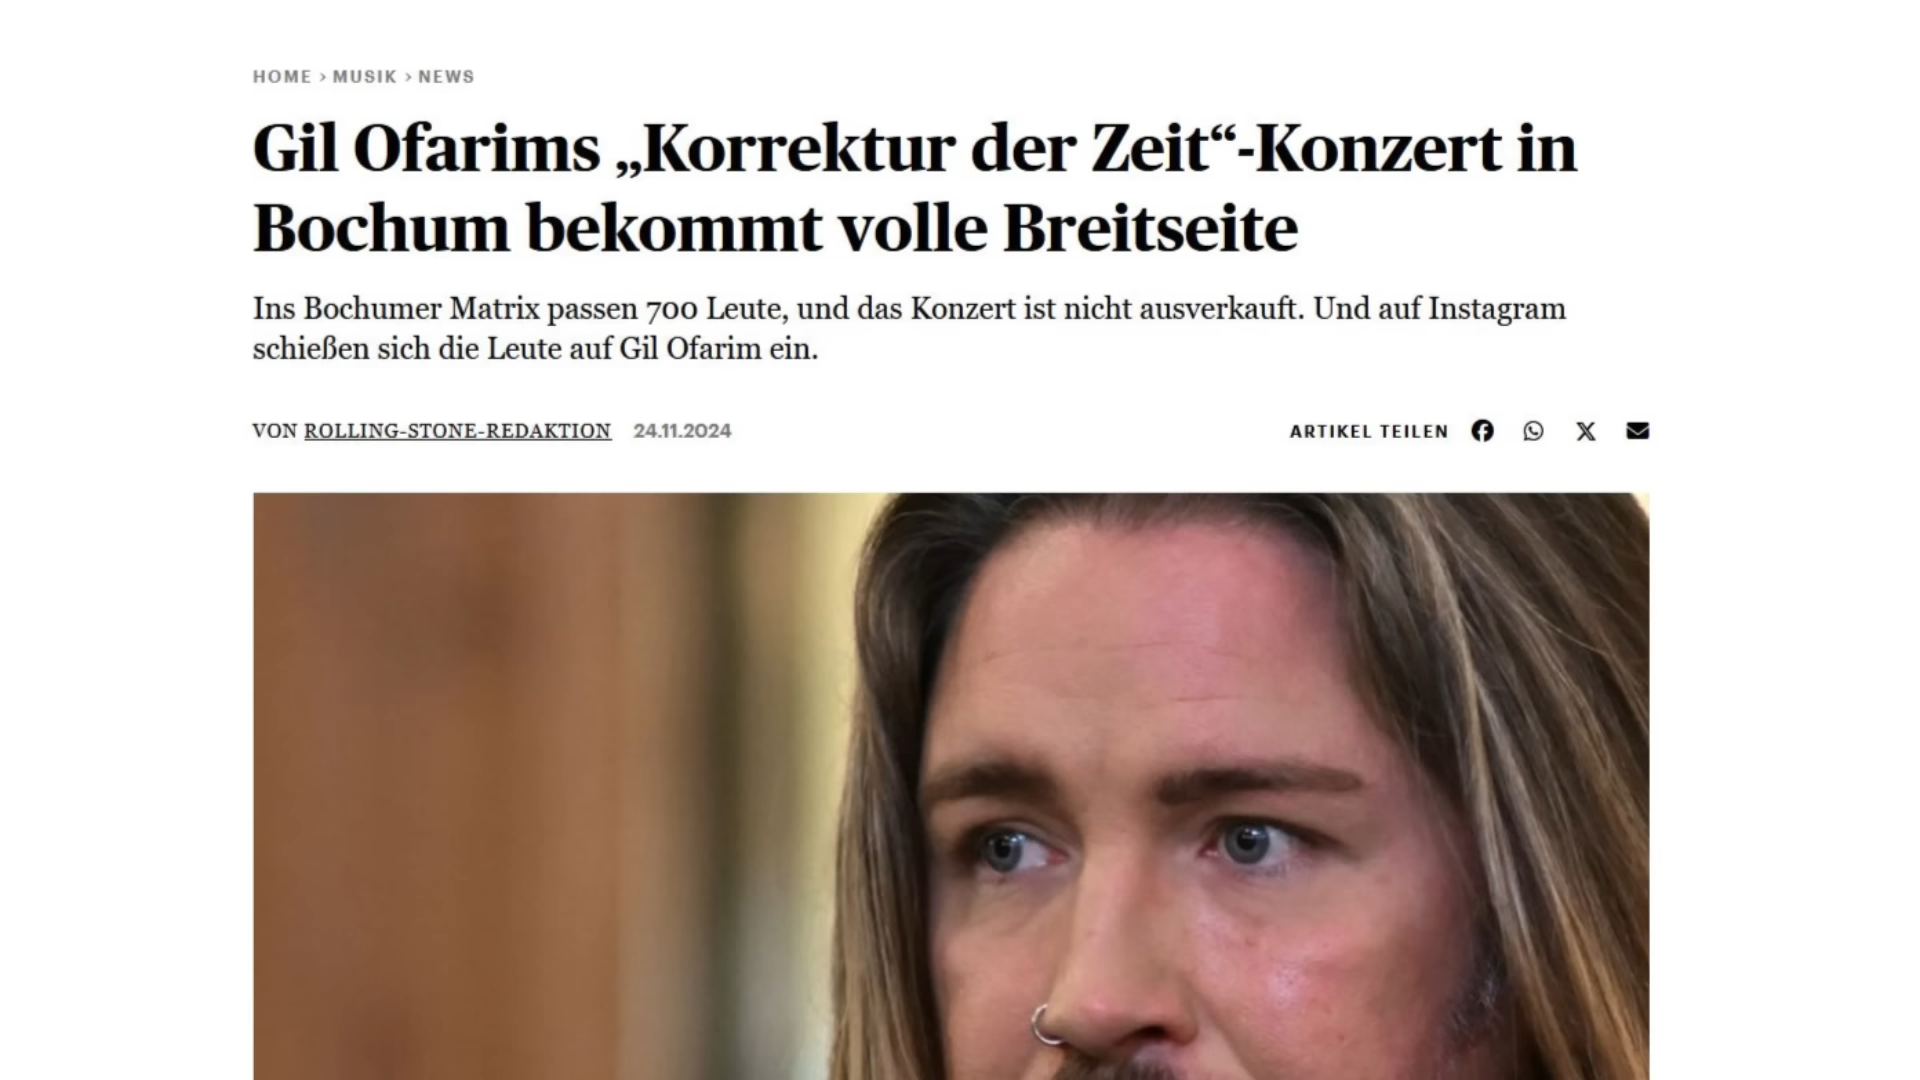 HOME › MUSIK › NEWS
Gil Ofarims „Korrektur der Zeit“-Konzert in
Bochum bekommt volle Breitseite
Ins Bochumer Matrix passen 700 Leute, und das Konzert ist nicht ausverkauft. Und auf Instagram
schießen sich die Leute auf Gil Ofarim ein.
VON ROLLING-STONE-REDAKTION 24.11.2024 ARTIKEL TEILEN